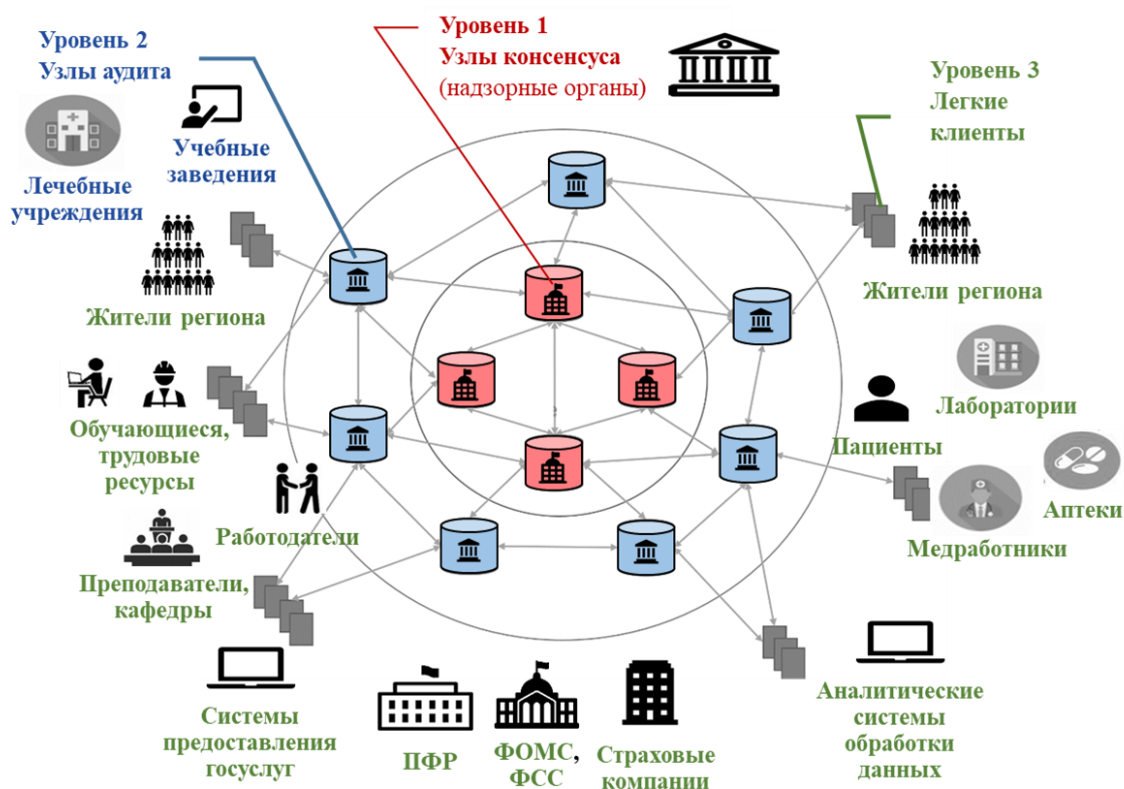 Уровень 2
Узлы аудита
Уровень 1
Узлы консенсуса
(надзорные органы)
Уровень 3
Легкие
клиенты
Учебные
заведения
Лечебные
учреждения
Жители региона
Жители региона
Лаборатории
Пациенты
Аптеки
Медработники
Обучающиеся,
трудовые
ресурсы
Работодатели
Преподаватели,
кафедры
Системы
предоставления
госуслуг
ПФР
ФОМС,
ФСС
Страховые
компании
Аналитические
системы
обработки
данных